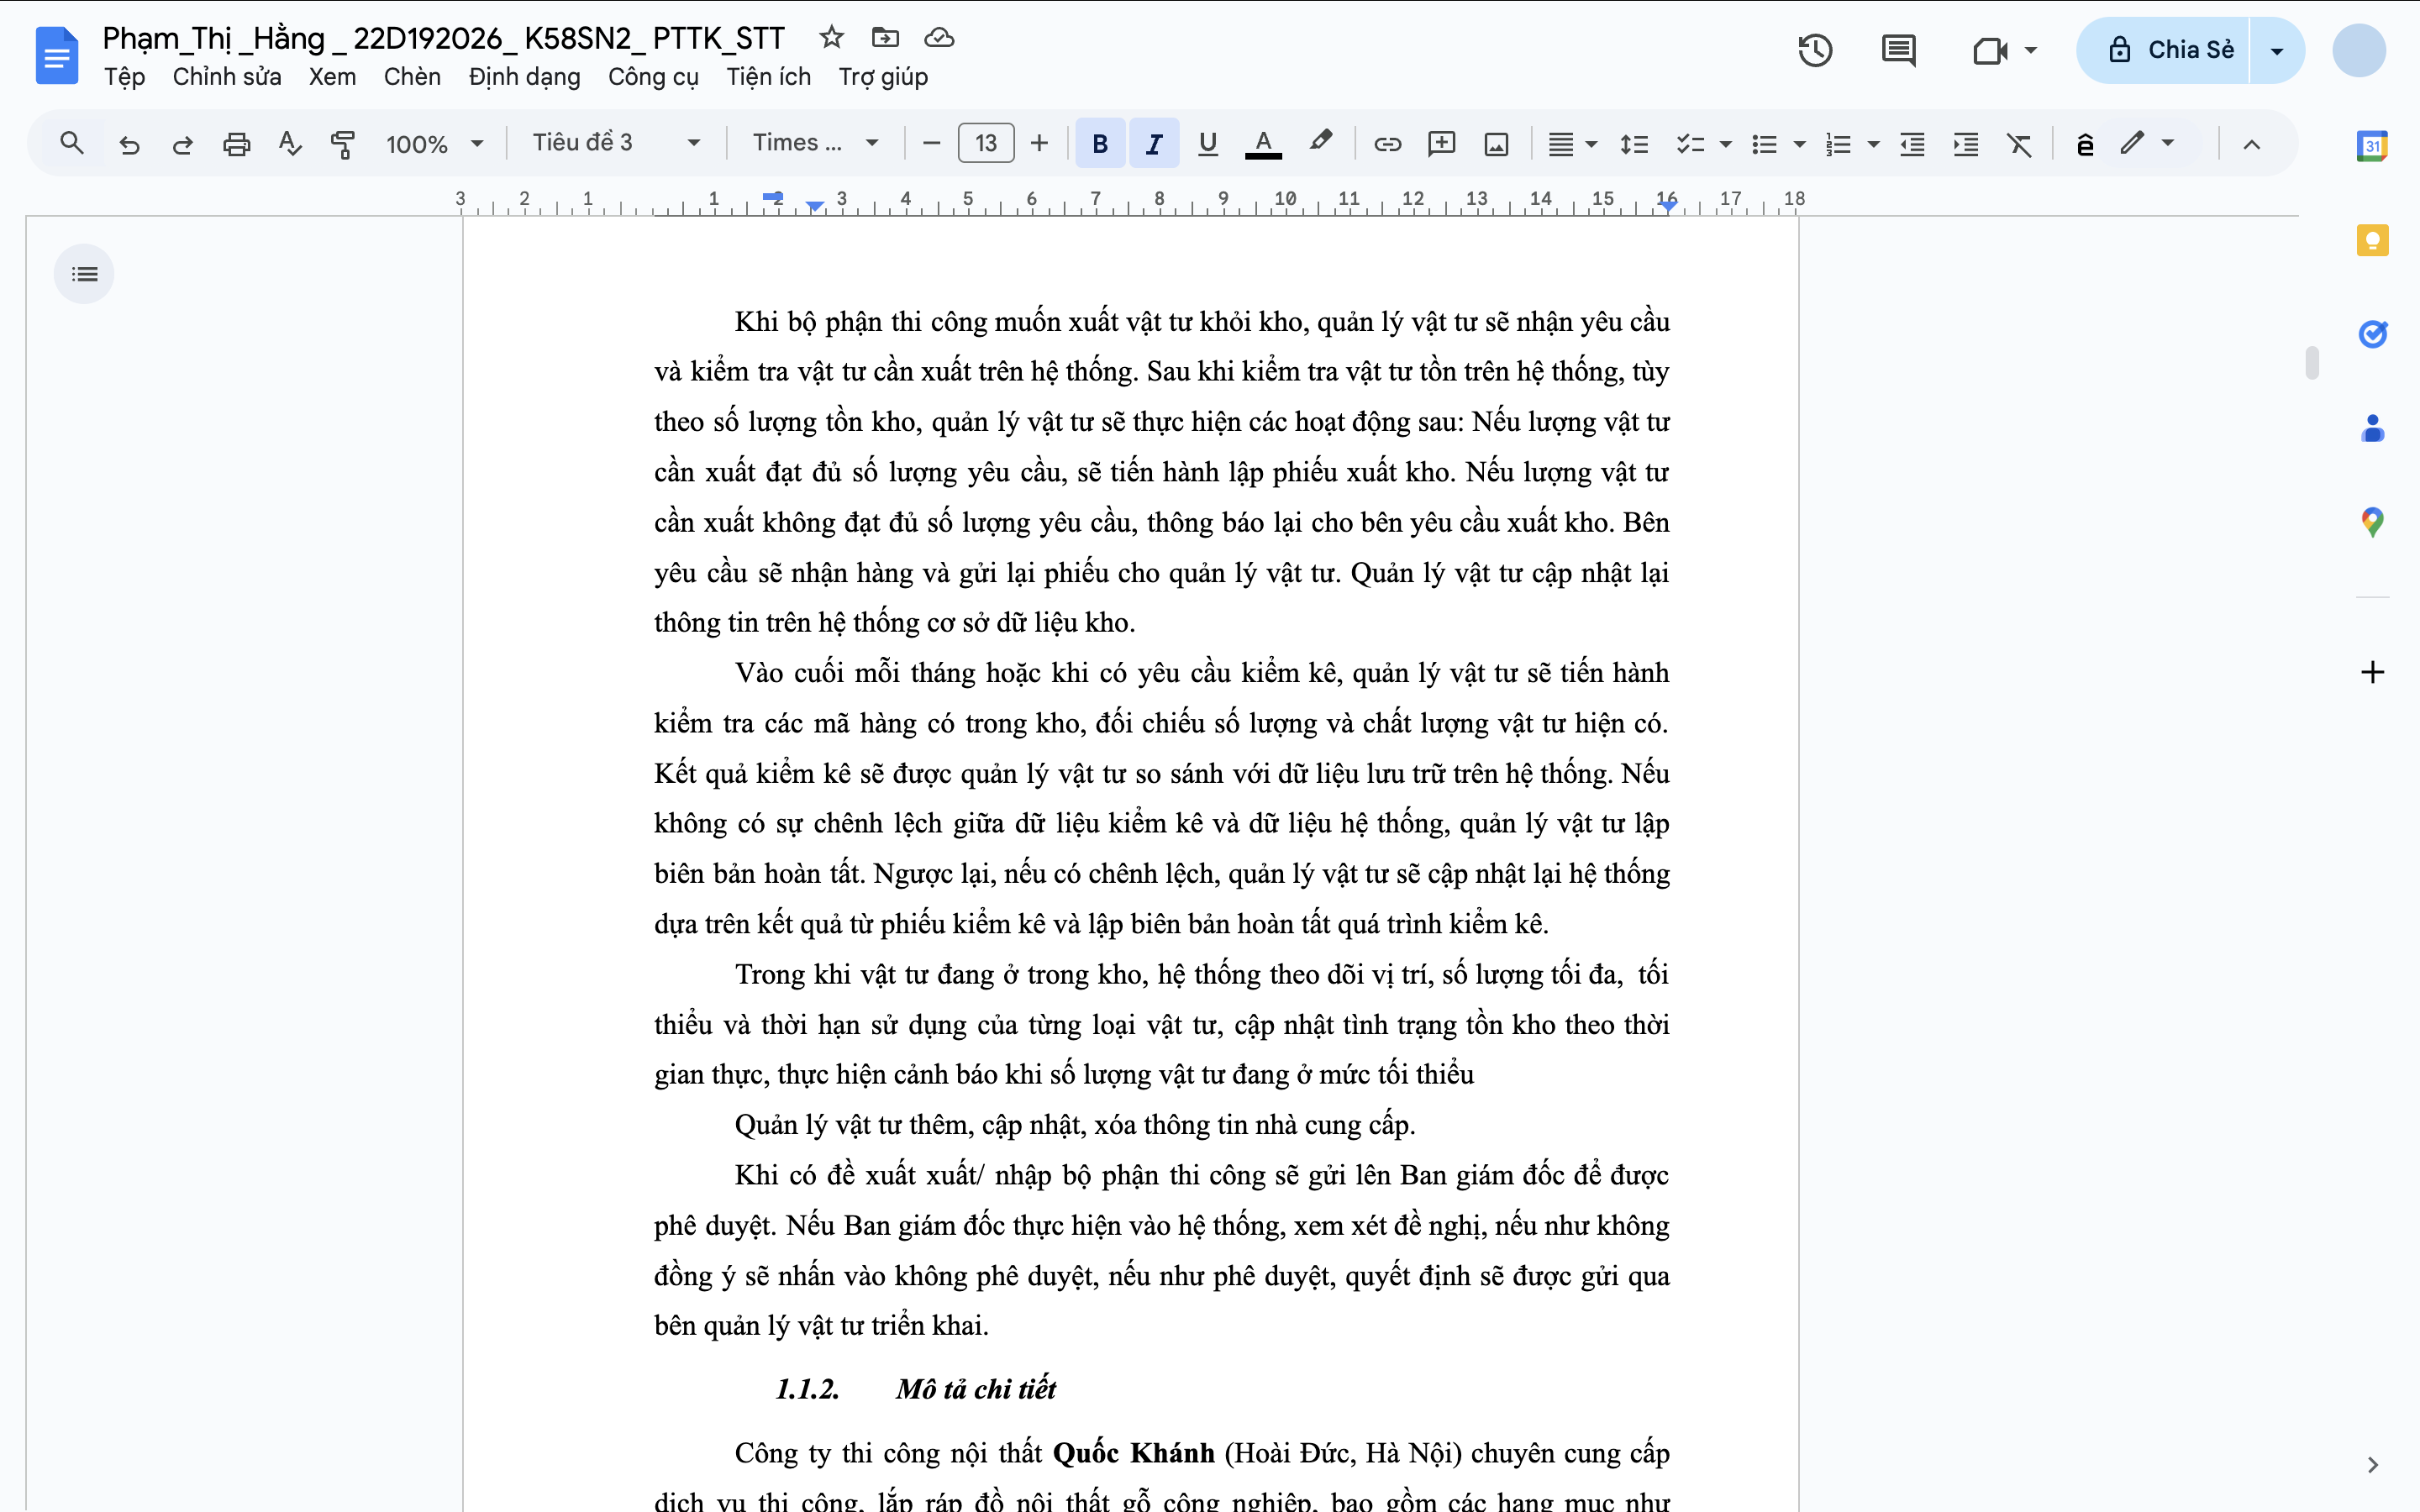 Phạm_Thị _Hằng _ 22D192026_ K58SN2_ PTTK_STT
Tệp Chỉnh sửa Xem Chèn Định dạng Công cụ Tiện ích Trợ giúp
Chia Sẻ
100% Tiêu đề 3 Times ... 13 B I U A ê
31
3 2 1 1 2 3 4 5 6 7 8 9 10 11 12 13 14 15 16 17 18
Khi bộ phận thi công muốn xuất vật tư khỏi kho, quản lý vật tư sẽ nhận yêu cầu
và kiểm tra vật tư cần xuất trên hệ thống. Sau khi kiểm tra vật tư tồn trên hệ thống, tùy
theo số lượng tồn kho, quản lý vật tư sẽ thực hiện các hoạt động sau: Nếu lượng vật tư
cần xuất đạt đủ số lượng yêu cầu, sẽ tiến hành lập phiếu xuất kho. Nếu lượng vật tư
cần xuất không đạt đủ số lượng yêu cầu, thông báo lại cho bên yêu cầu xuất kho. Bên
yêu cầu sẽ nhận hàng và gửi lại phiếu cho quản lý vật tư. Quản lý vật tư cập nhật lại
thông tin trên hệ thống cơ sở dữ liệu kho.
Vào cuối mỗi tháng hoặc khi có yêu cầu kiểm kê, quản lý vật tư sẽ tiến hành
kiểm tra các mã hàng có trong kho, đối chiếu số lượng và chất lượng vật tư hiện có.
Kết quả kiểm kê sẽ được quản lý vật tư so sánh với dữ liệu lưu trữ trên hệ thống. Nếu
không có sự chênh lệch giữa dữ liệu kiểm kê và dữ liệu hệ thống, quản lý vật tư lập
biên bản hoàn tất. Ngược lại, nếu có chênh lệch, quản lý vật tư sẽ cập nhật lại hệ thống
dựa trên kết quả từ phiếu kiểm kê và lập biên bản hoàn tất quá trình kiểm kê.
Trong khi vật tư đang ở trong kho, hệ thống theo dõi vị trí, số lượng tối đa, tối
thiểu và thời hạn sử dụng của từng loại vật tư, cập nhật tình trạng tồn kho theo thời
gian thực, thực hiện cảnh báo khi số lượng vật tư đang ở mức tối thiểu
Quản lý vật tư thêm, cập nhật, xóa thông tin nhà cung cấp.
Khi có đề xuất xuất/ nhập bộ phận thi công sẽ gửi lên Ban giám đốc để được
phê duyệt. Nếu Ban giám đốc thực hiện vào hệ thống, xem xét đề nghị, nếu như không
đồng ý sẽ nhấn vào không phê duyệt, nếu như phê duyệt, quyết định sẽ được gửi qua
bên quản lý vật tư triển khai.
1.1.2. Mô tả chi tiết
Công ty thi công nội thất Quốc Khánh (Hoài Đức, Hà Nội) chuyên cung cấp
dịch vụ thi công, lắp ráp đồ nội thất gỗ công nghiệp, bao gồm các hạng mục như